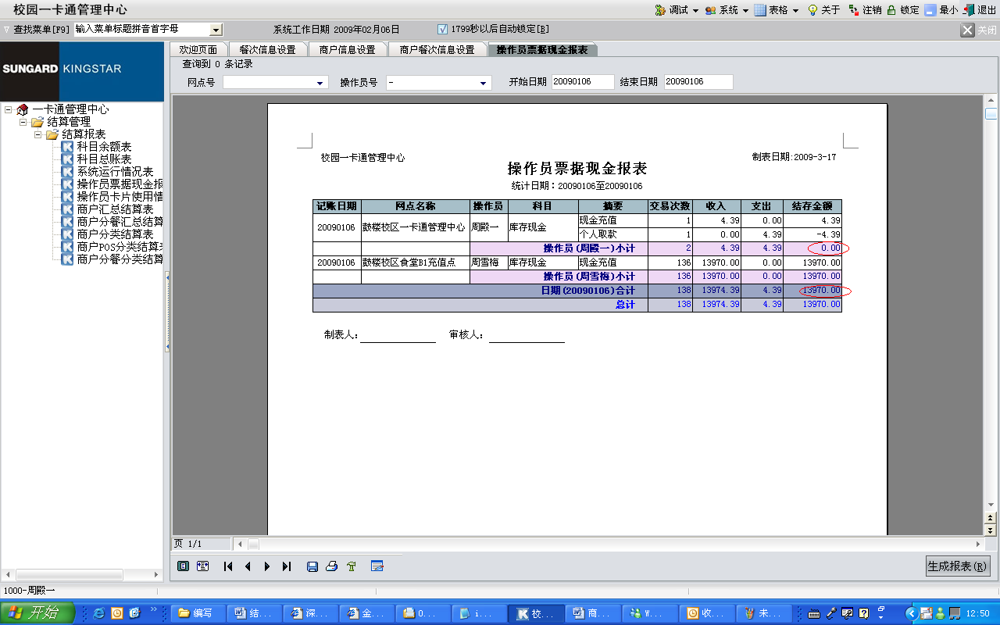 校园一卡通管理中心
调试 系统 表格 关于 注销 锁定 最小 退出
查找菜单[F9] 输入菜单标题拼音首字母 系统工作日期 2009年02月06日 1799秒以后自动锁定[B] 关闭
SUNGARD KINGSTAR
欢迎页面 餐次信息设置 商户信息设置 商户餐次信息设置 操作员票据现金报表
查询到 0 条记录
网点号 操作员号 - 开始日期 20090106 结束日期 20090106
一卡通管理中心
结算管理
结算报表
科目余额表
科目总账表
系统运行情况表
操作员票据现金报
操作员卡片使用情
商户汇总结算表
商户分餐汇总结算
商户分类结算表
商户POS分类结算表
商户分餐分类结算
校园一卡通管理中心 制表日期:2009-3-17
操作员票据现金报表
统计日期：20090106至20090106
记账日期 网点名称 操作员 科目 摘要 交易次数 收入 支出 结存金额
20090106 鼓楼校区一卡通管理中心 周殿一 库存现金 现金充值 1 4.39 0.00 4.39
个人取款 1 0.00 4.39 -4.39
操作员(周殿一)小计 2 4.39 4.39 0.00
20090106 鼓楼校区食堂B1充值点 周雪梅 库存现金 现金充值 136 13970.00 0.00 13970.00
操作员(周雪梅)小计 136 13970.00 0.00 13970.00
日期(20090106)合计 138 13974.39 4.39 13970.00
总计 138 13974.39 4.39 13970.00
制表人: 审核人:
页 1/1
生成报表(R)
1000-周殿一
开始 编写 结... 深... 金... 0... i... 校... 商... W... 收... 未... 12:50